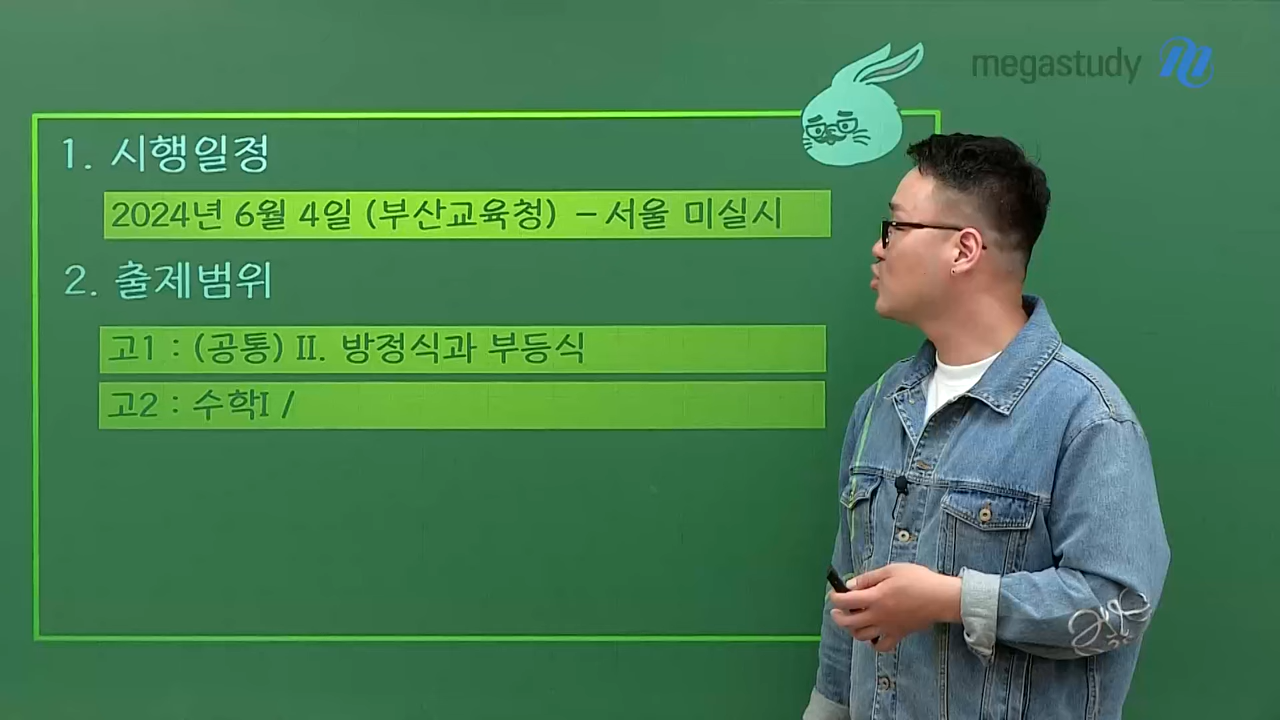 megastudy
1. 시행일정
2024년 6월 4일 (부산교육청) - 서울 미실시
2. 출제범위
고1 : (공통) II. 방정식과 부등식
고2 : 수학I /